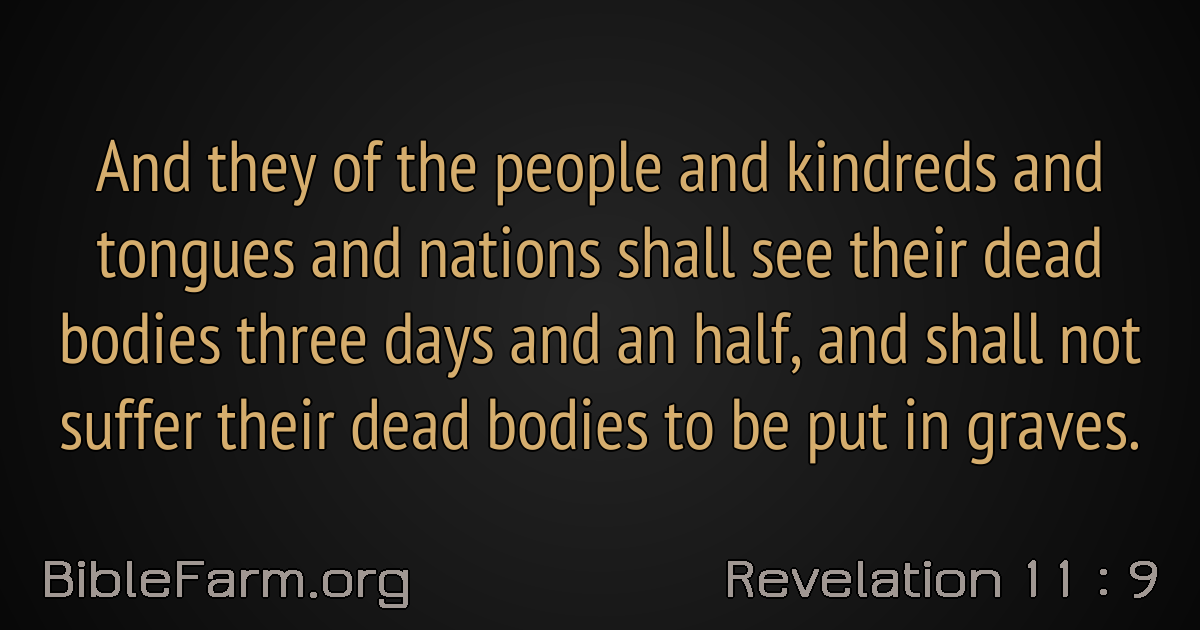 And they of the people and kindreds and
tongues and nations shall see their dead
bodies three days and an half, and shall not
suffer their dead bodies to be put in graves.
BibleFarm.org
Revelation 11 : 9